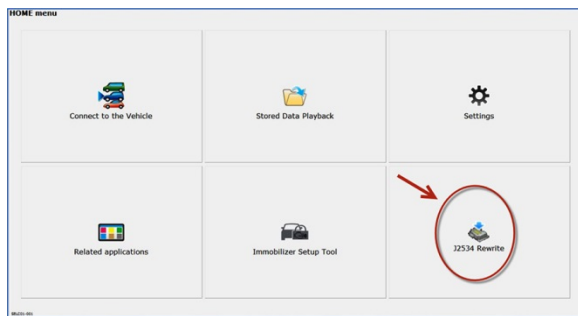 HOME menu
Connect to the Vehicle
Stored Data Playback
Settings
Related applications
Immobilizer Setup Tool
J2534 Rewrite